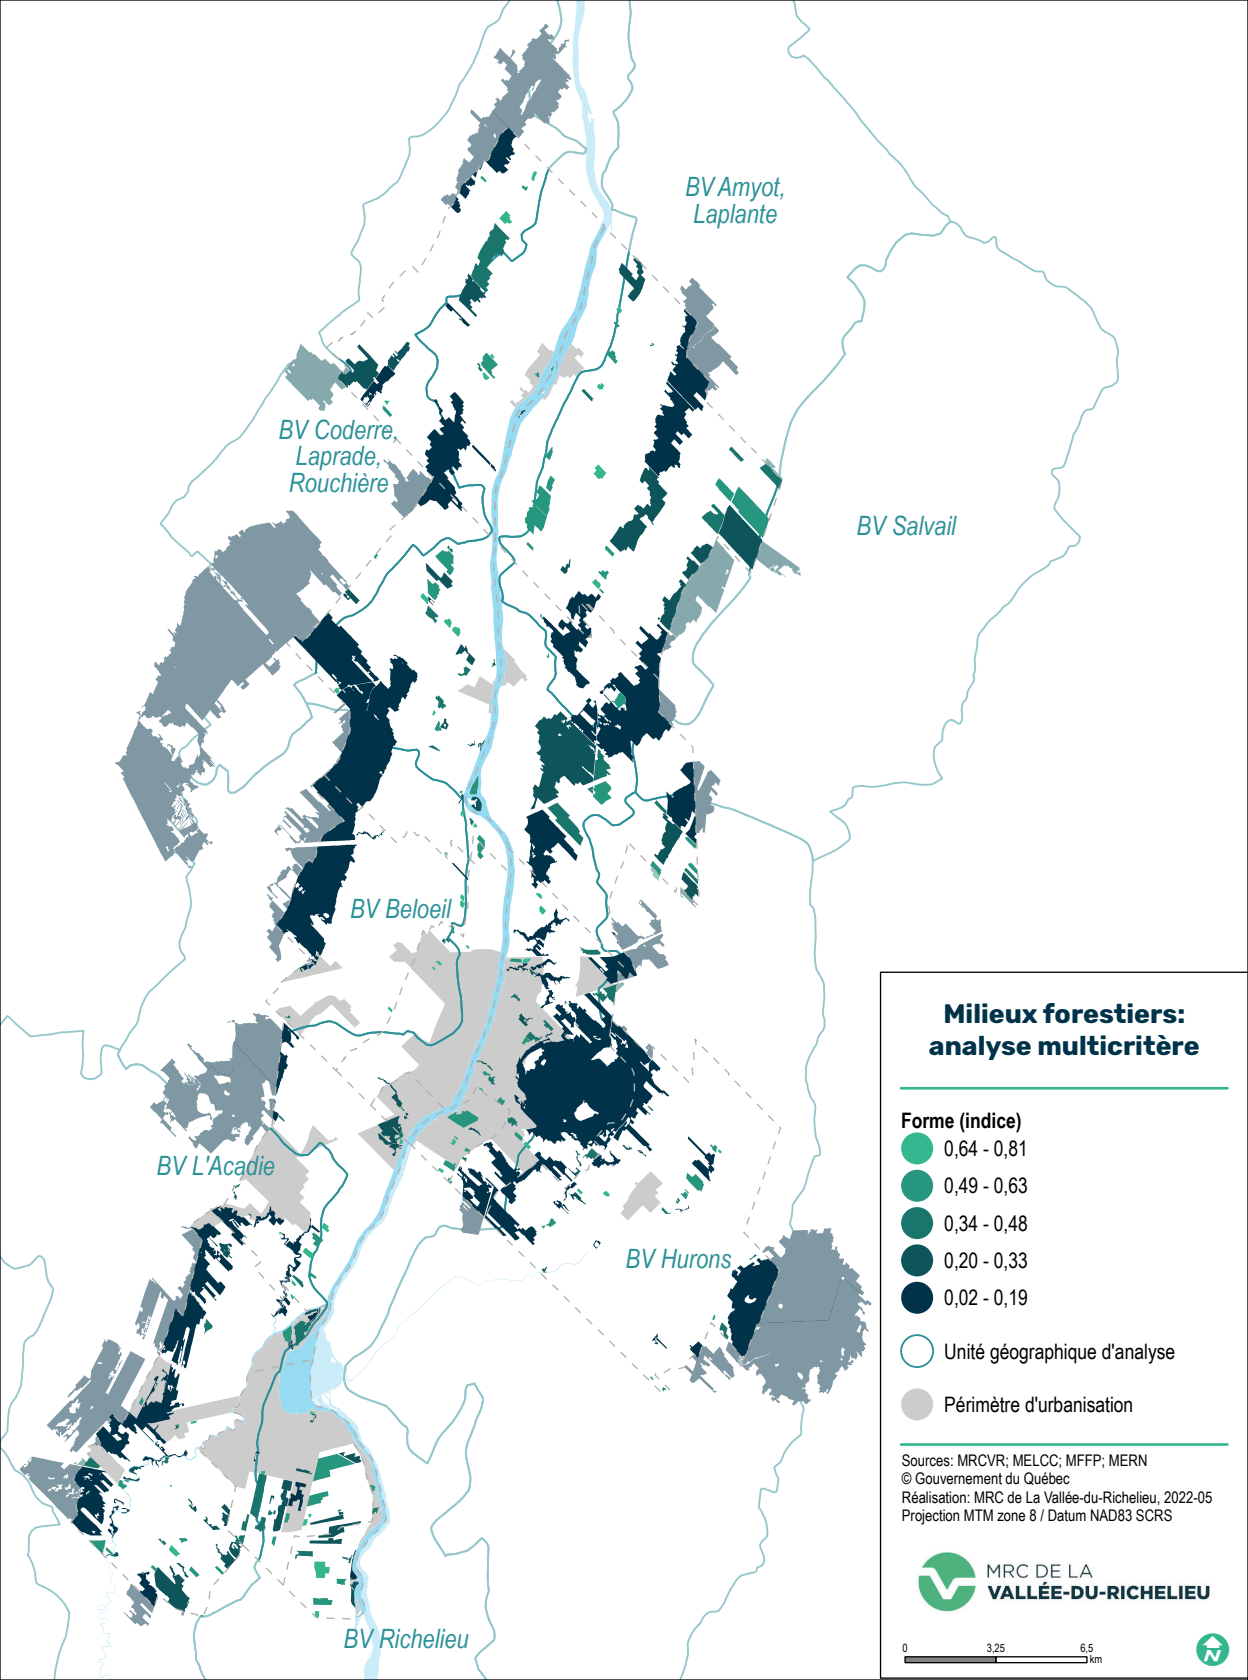 BV Amyot,
Laplante
BV Coderre,
Laprade,
Rouchière
BV Salvail
BV Beloeil
BV L'Acadie
BV Hurons
BV Richelieu
Milieux forestiers:
analyse multicritère
Forme (indice)
0,64 - 0,81
0,49 - 0,63
0,34 - 0,48
0,20 - 0,33
0,02 - 0,19
Unité géographique d'analyse
Périmètre d'urbanisation
Sources: MRCVR; MELCC; MFFP; MERN
© Gouvernement du Québec
Réalisation: MRC de La Vallée-du-Richelieu, 2022-05
Projection MTM zone 8 / Datum NAD83 SCRS
MRC DE LA
VALLÉE-DU-RICHELIEU
0 3,25 6,5
km
N